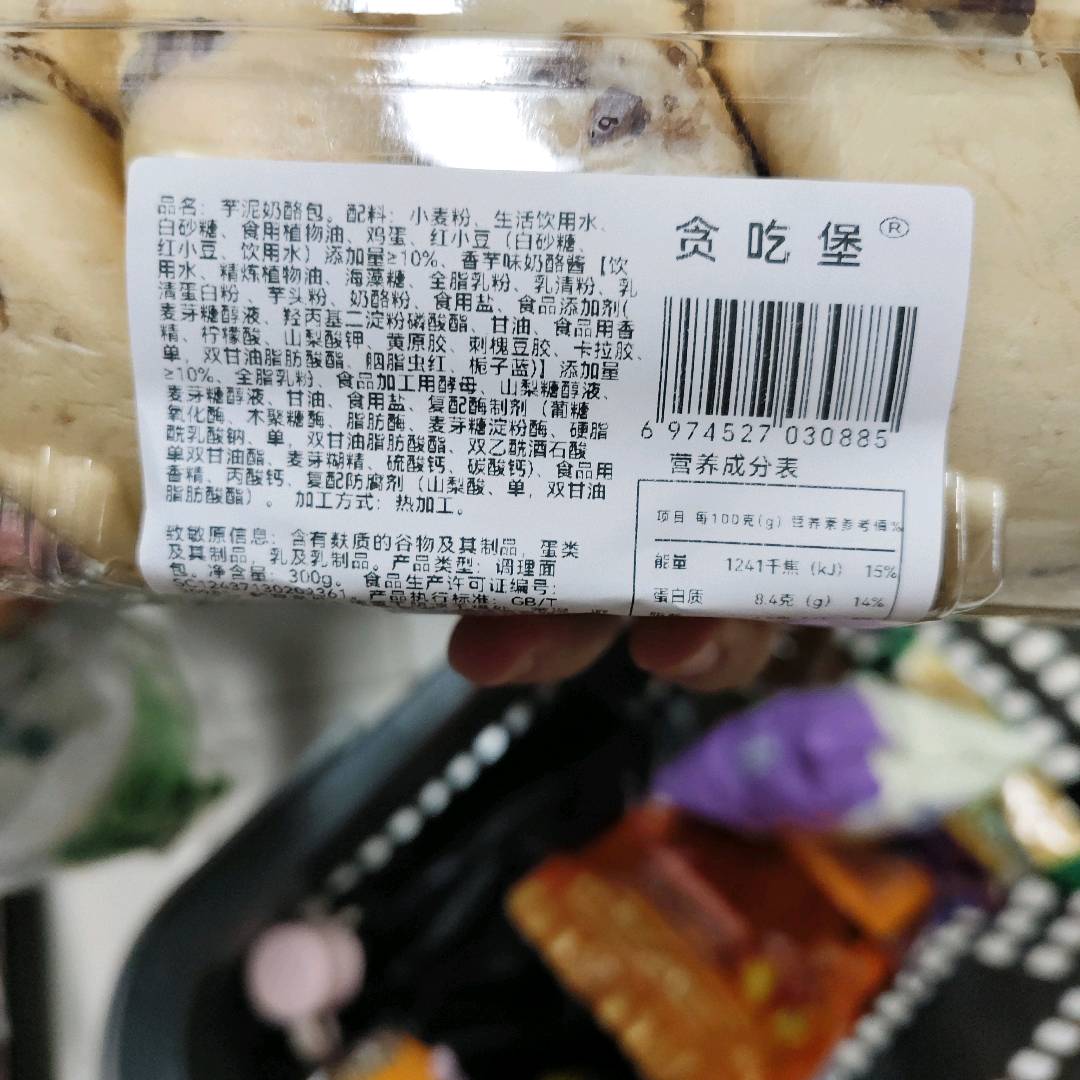 品名：芋泥奶酪包。配料：小麦粉、生活饮用水、
白砂糖、食用植物油、鸡蛋、红小豆（白砂糖、
红小豆、饮用水）添加量≥10%、香芋味奶酪酱【饮
用水、精炼植物油、海藻糖、全脂乳粉、乳清粉、乳
清蛋白粉、芋头粉、奶酪粉、食用盐、食品添加剂(
麦芽糖醇液、羟丙基二淀粉磷酸酯、甘油、食品用香
精、柠檬酸、山梨酸钾、黄原胶、刺槐豆胶、卡拉胶、
单，双甘油脂肪酸酯、胭脂虫红、栀子蓝)】添加量
≥10%、全脂乳粉、食品加工用酵母、山梨糖醇液、
麦芽糖醇液、甘油、食用盐、复配酶制剂（葡糖
氧化酶、木聚糖酶、脂肪酶、麦芽糖淀粉酶、硬脂
酰乳酸钠、单，双甘油脂肪酸酯、双乙酰酒石酸
单双甘油酯、麦芽糊精、硫酸钙、碳酸钙）、食品用
香精、丙酸钙、复配防腐剂（山梨酸、单，双甘油
脂肪酸酯）。 加工方式：热加工。
致敏原信息：含有麸质的谷物及其制品，蛋类
及其制品，乳及乳制品。产品类型：调理面
包。净含量：300g。食品生产许可证编号：
产品执行标准：GB/T
贪吃堡®
6 974527 030885
营养成分表
项目 每100克(g) 营养素参考值%
能量 1241千焦（kJ） 15%
蛋白质 8.4克（g） 14%